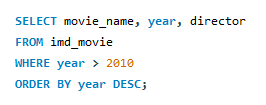 SELECT movie_name, year, director
FROM imd_movie
WHERE year > 2010
ORDER BY year DESC;